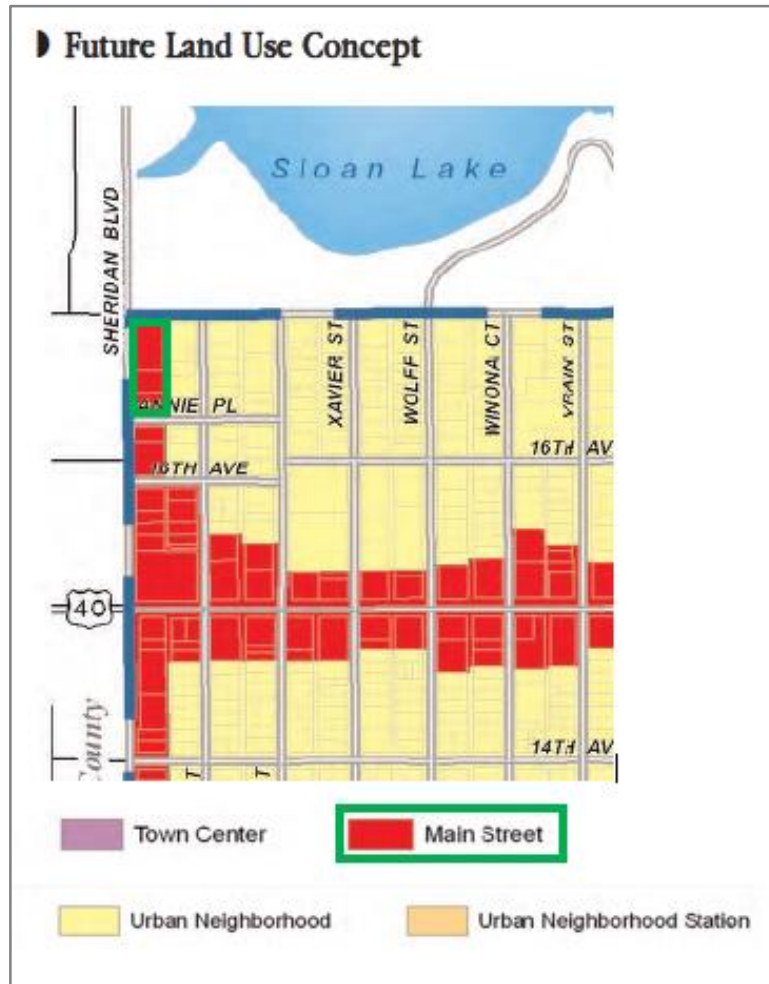 Future Land Use Concept
Sloan Lake
SHERIDAN BLVD
XAVIER ST
WOLFF ST
WINONA CT
VRAIN ST
ANNIE PL
16TH AV
16TH AVE
40
County
14TH AV
T
T
Town Center
Main Street
Urban Neighborhood
Urban Neighborhood Station